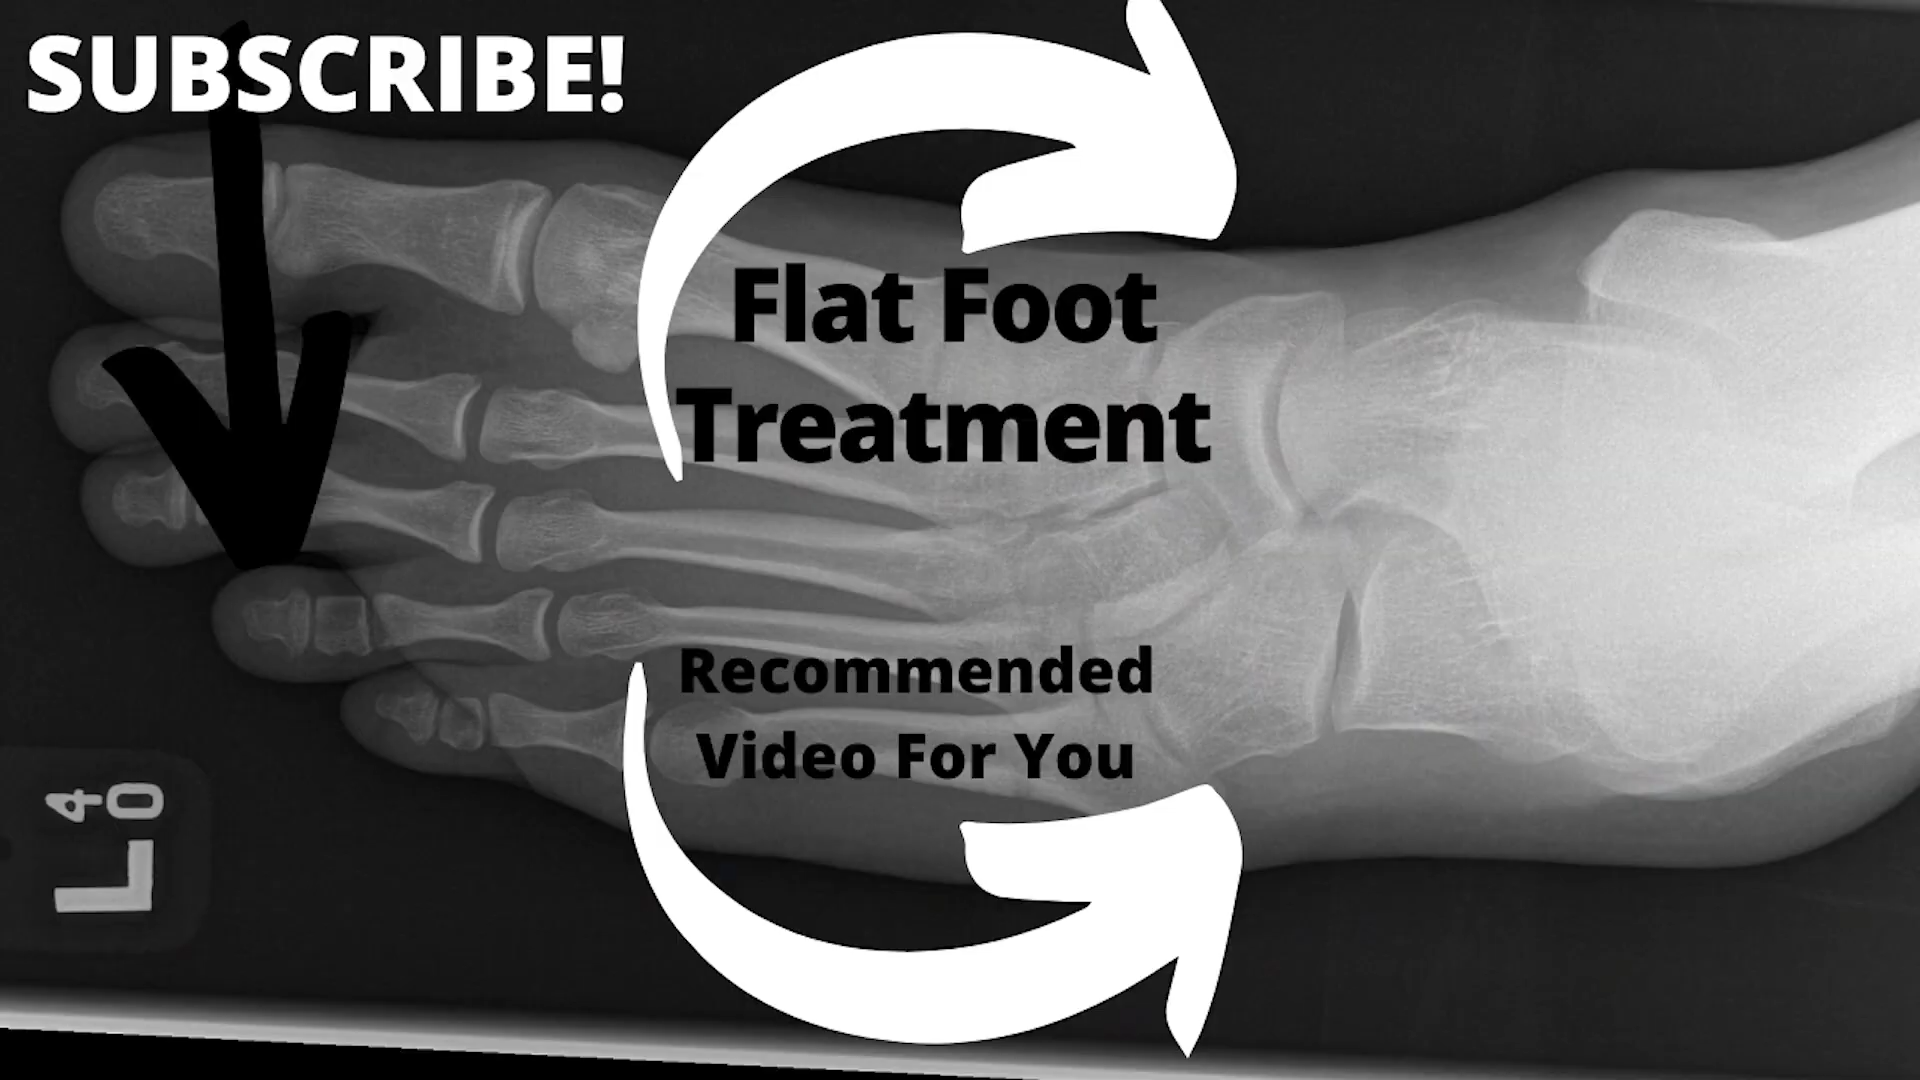 SUBSCRIBE!
Flat Foot
Treatment
Recommended
Video For You
L
40